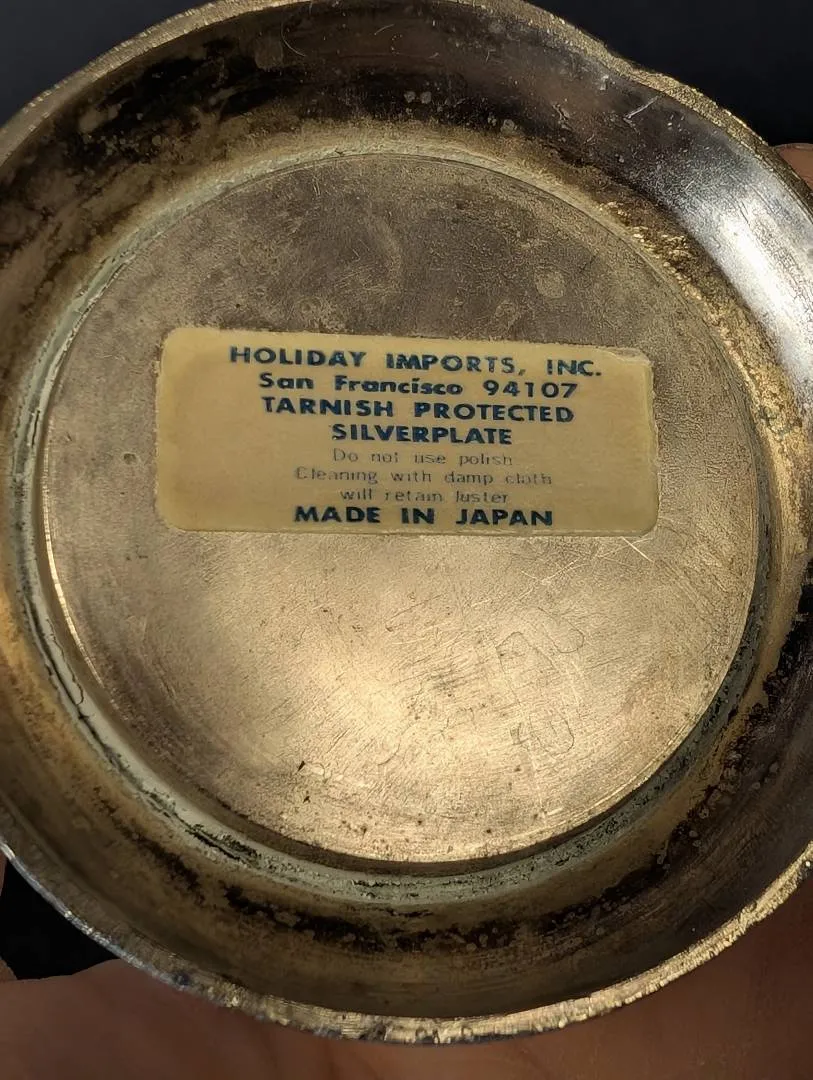 HOLIDAY IMPORTS, INC.
San Francisco 94107
TARNISH PROTECTED
SILVERPLATE
Do not use polish
Cleaning with damp cloth
will retain luster
MADE IN JAPAN